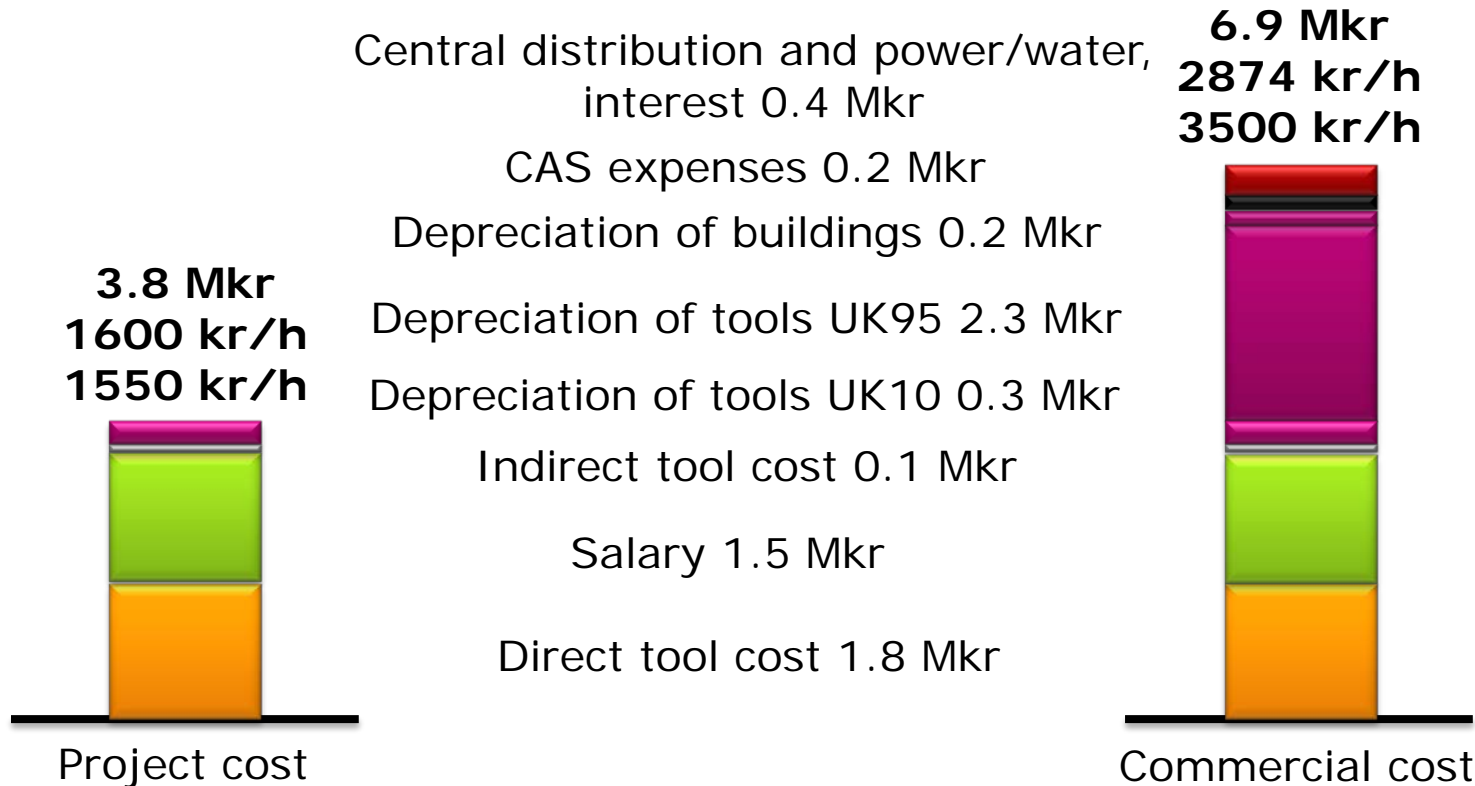 3.8 Mkr
1600 kr/h
1550 kr/h
Project cost
Central distribution and power/water,
interest 0.4 Mkr
CAS expenses 0.2 Mkr
Depreciation of buildings 0.2 Mkr
Depreciation of tools UK95 2.3 Mkr
Depreciation of tools UK10 0.3 Mkr
Indirect tool cost 0.1 Mkr
Salary 1.5 Mkr
Direct tool cost 1.8 Mkr
6.9 Mkr
2874 kr/h
3500 kr/h
Commercial cost